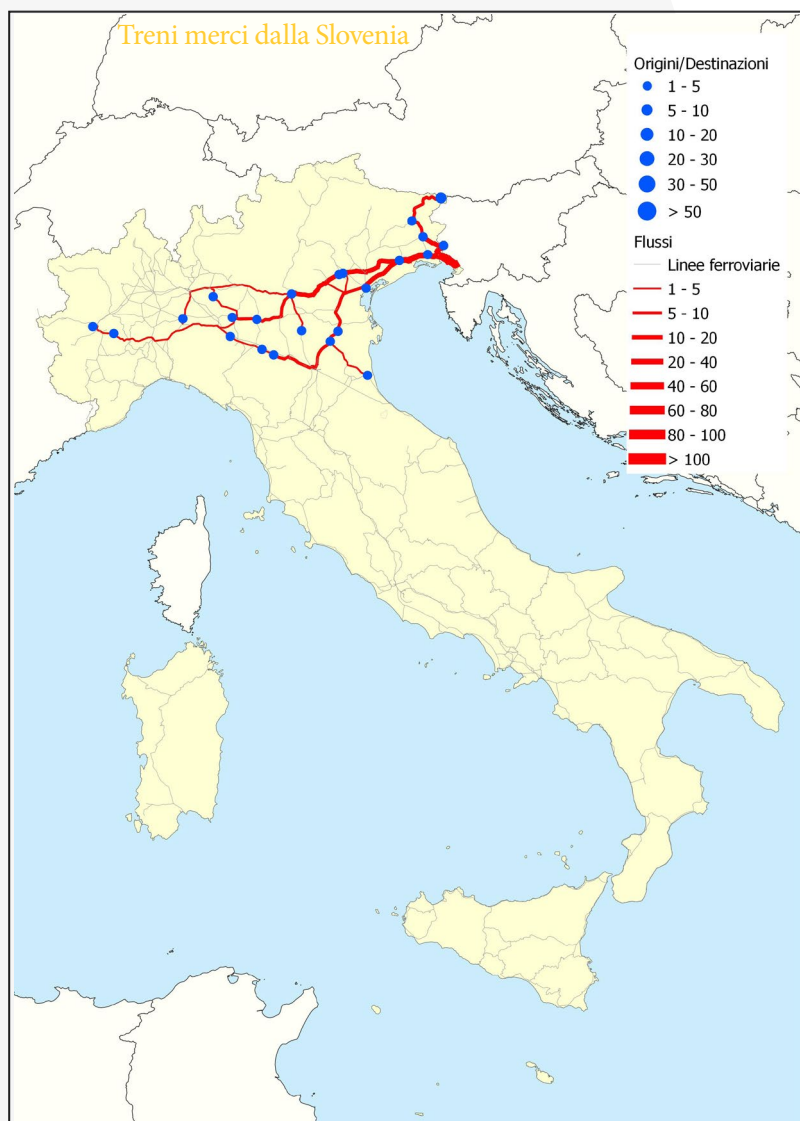 Treni merci dalla Slovenia
Origini/Destinazioni
1 - 5
5 - 10
10 - 20
20 - 30
30 - 50
> 50
Flussi
Linee ferroviarie
1 - 5
5 - 10
10 - 20
20 - 40
40 - 60
60 - 80
80 - 100
> 100